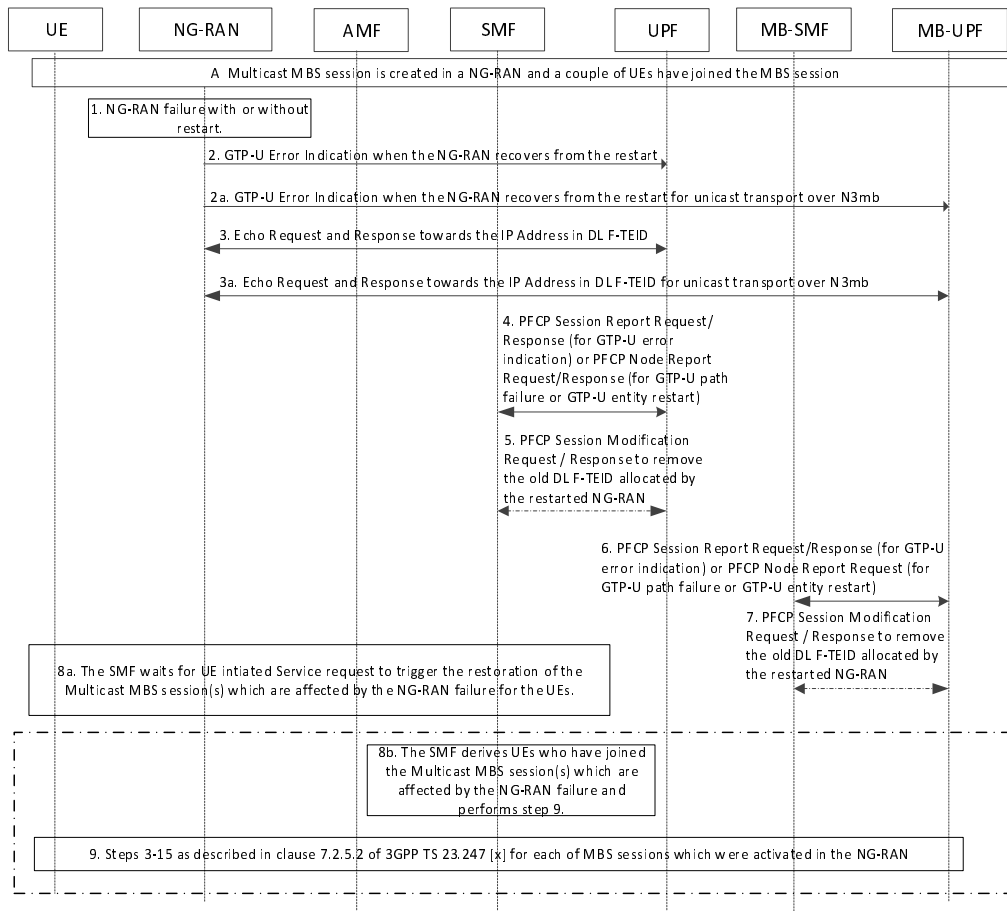 UE
NG-RAN
AMF
SMF
UPF
MB-SMF
MB-UPF
A Multicast MBS session is created in a NG-RAN and a couple of UEs have joined the MBS session
1. NG-RAN failure with or without
restart.
2. GTP-U Error Indication when the NG-RAN recovers from the restart
2a. GTP-U Error Indication when the NG-RAN recovers from the restart for unicast transport over N3mb
3. Echo Request and Response towards the IP Address in DL F-TEID
3a. Echo Request and Response towards the IP Address in DL F-TEID for unicast transport over N3mb
4. PFCP Session Report Request/
Response (for GTP-U error
indication) or PFCP Node Report
Request/Response (for GTP-U path
failure or GTP-U entity restart)
5. PFCP Session Modification
Request / Response to remove
the old DL F-TEID allocated by
the restarted NG-RAN
6. PFCP Session Report Request/Response (for GTP-U
error indication) or PFCP Node Report Request (for
GTP-U path failure or GTP-U entity restart)
7. PFCP Session Modification
Request / Response to remove
the old DL F-TEID allocated by
the restarted NG-RAN
8a. The SMF waits for UE intiated Service request to trigger the restoration of the
Multicast MBS session(s) which are affected by the NG-RAN failure for the UEs.
8b. The SMF derives UEs who have joined
the Multicast MBS session(s) which are
affected by the NG-RAN failure and
performs step 9.
9. Steps 3-15 as described in clause 7.2.5.2 of 3GPP TS 23.247 [x] for each of MBS sessions which were activated in the NG-RAN